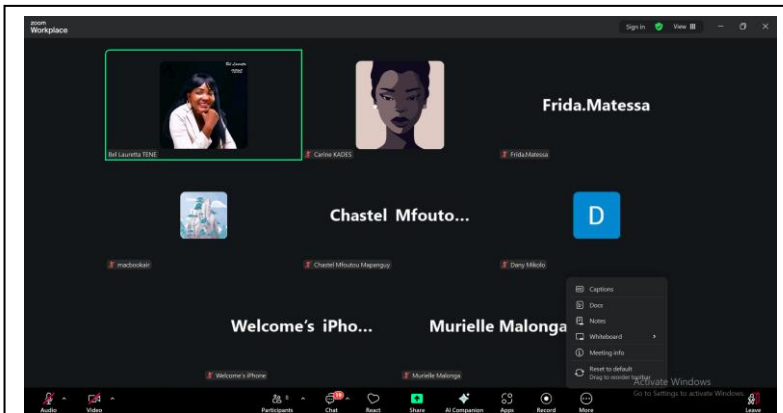 zoom
Workplace
Sign in
View
Bel Lauretta TENE
Carine KADES
Frida.Matessa
Frida.Matessa
macbookair
Chastel Mfouto...
Chastel Mfoutou Mapanguy
D
Dany Mikolo
Welcome's iPho...
Welcome's iPhone
Murielle Malonga
Murielle Malonga
Captions
Docs
Notes
Whiteboard
Meeting info
Reset to default
Drag to reorder toolbar
Activate Windows
Go to Settings to activate Windows.
Audio
Video
Participants
8
Chat
19
React
Share
AI Companion
Apps
Record
More
Leave